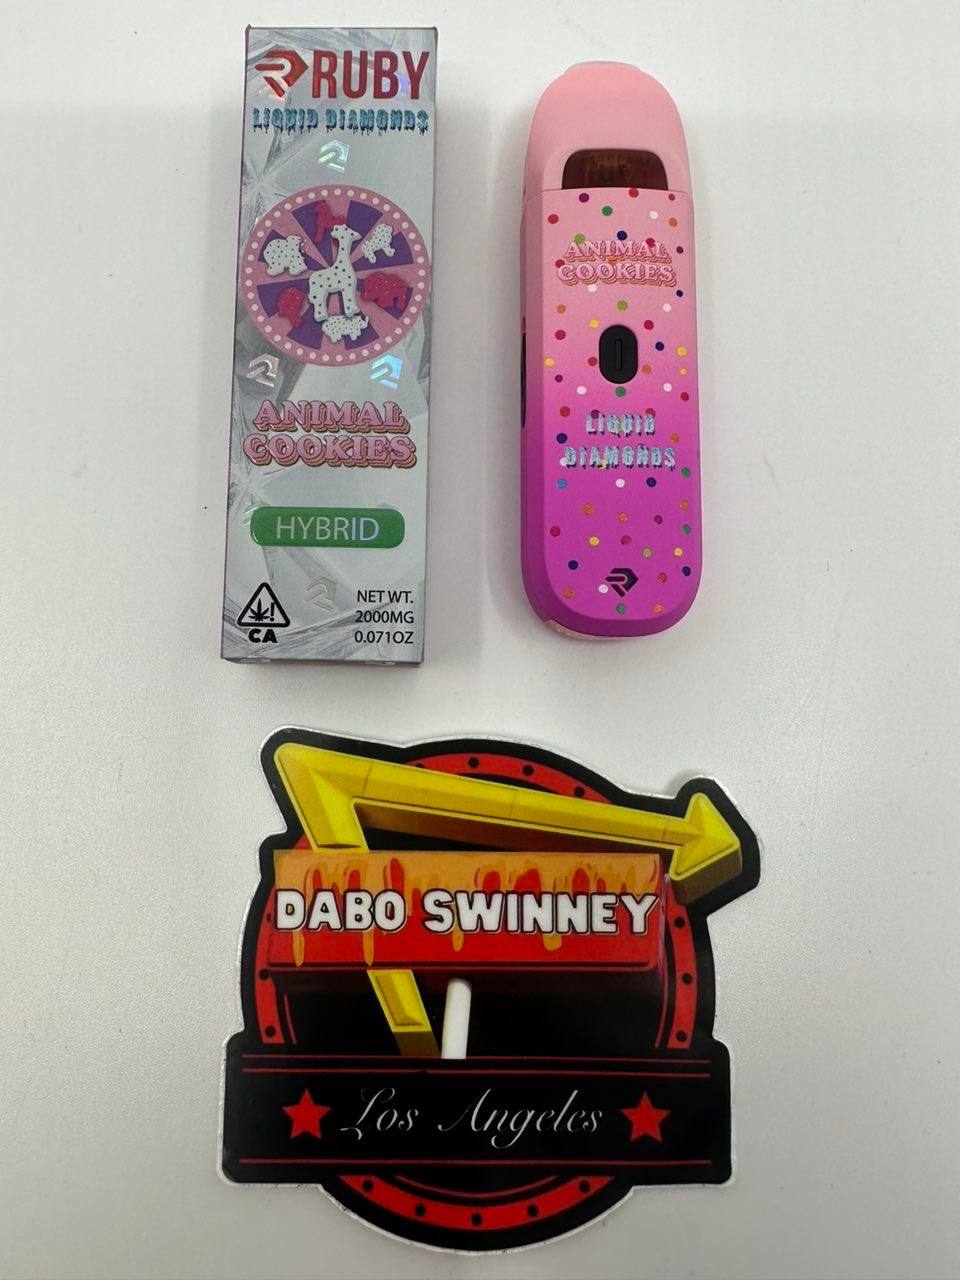 RUBY
LIQUID DIAMONDS
ANIMAL
COOKIES
HYBRID
CA
NET WT.
2000MG
0.071OZ
ANIMAL
COOKIES
LIQUID
DIAMONDS
DABO SWINNEY
Los Angeles